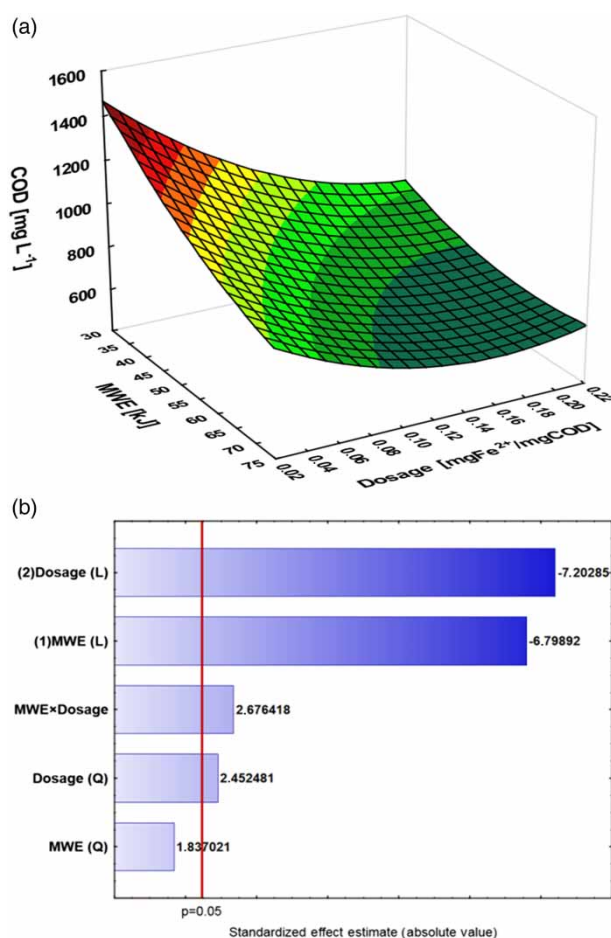 (a)
1600
1400
1200
1000
800
600
COD [mg L⁻¹]
30
35
40
45
50
55
60
65
70
75
MWE [kJ]
0.02
0.04
0.06
0.08
0.10
0.12
0.14
0.16
0.18
0.20
0.22
Dosage [mgFe²⁺/mgCOD]
(b)
(2)Dosage (L)
-7.20285
(1)MWE (L)
-6.79892
MWE×Dosage
2.676418
Dosage (Q)
2.452481
MWE (Q)
1.837021
p=0.05
Standardized effect estimate (absolute value)